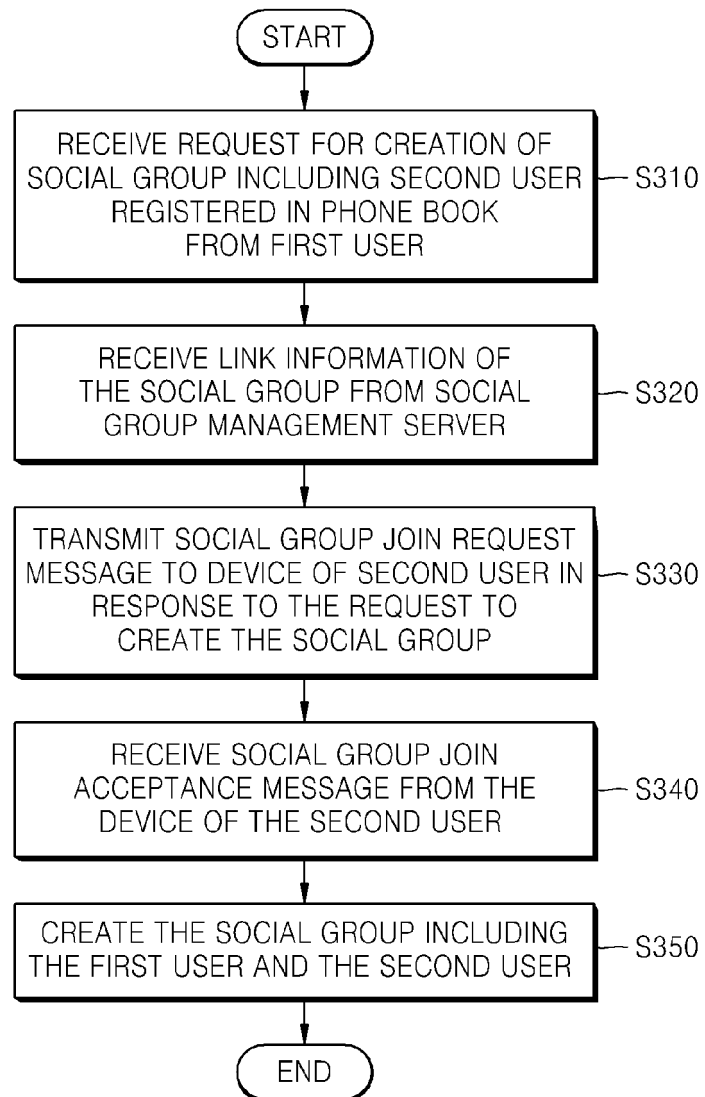 START
RECEIVE REQUEST FOR CREATION OF
SOCIAL GROUP INCLUDING SECOND USER
REGISTERED IN PHONE BOOK
FROM FIRST USER
S310
RECEIVE LINK INFORMATION OF
THE SOCIAL GROUP FROM SOCIAL
GROUP MANAGEMENT SERVER
S320
TRANSMIT SOCIAL GROUP JOIN REQUEST
MESSAGE TO DEVICE OF SECOND USER IN
RESPONSE TO THE REQUEST TO
CREATE THE SOCIAL GROUP
S330
RECEIVE SOCIAL GROUP JOIN
ACCEPTANCE MESSAGE FROM THE
DEVICE OF THE SECOND USER
S340
CREATE THE SOCIAL GROUP INCLUDING
THE FIRST USER AND THE SECOND USER
S350
END